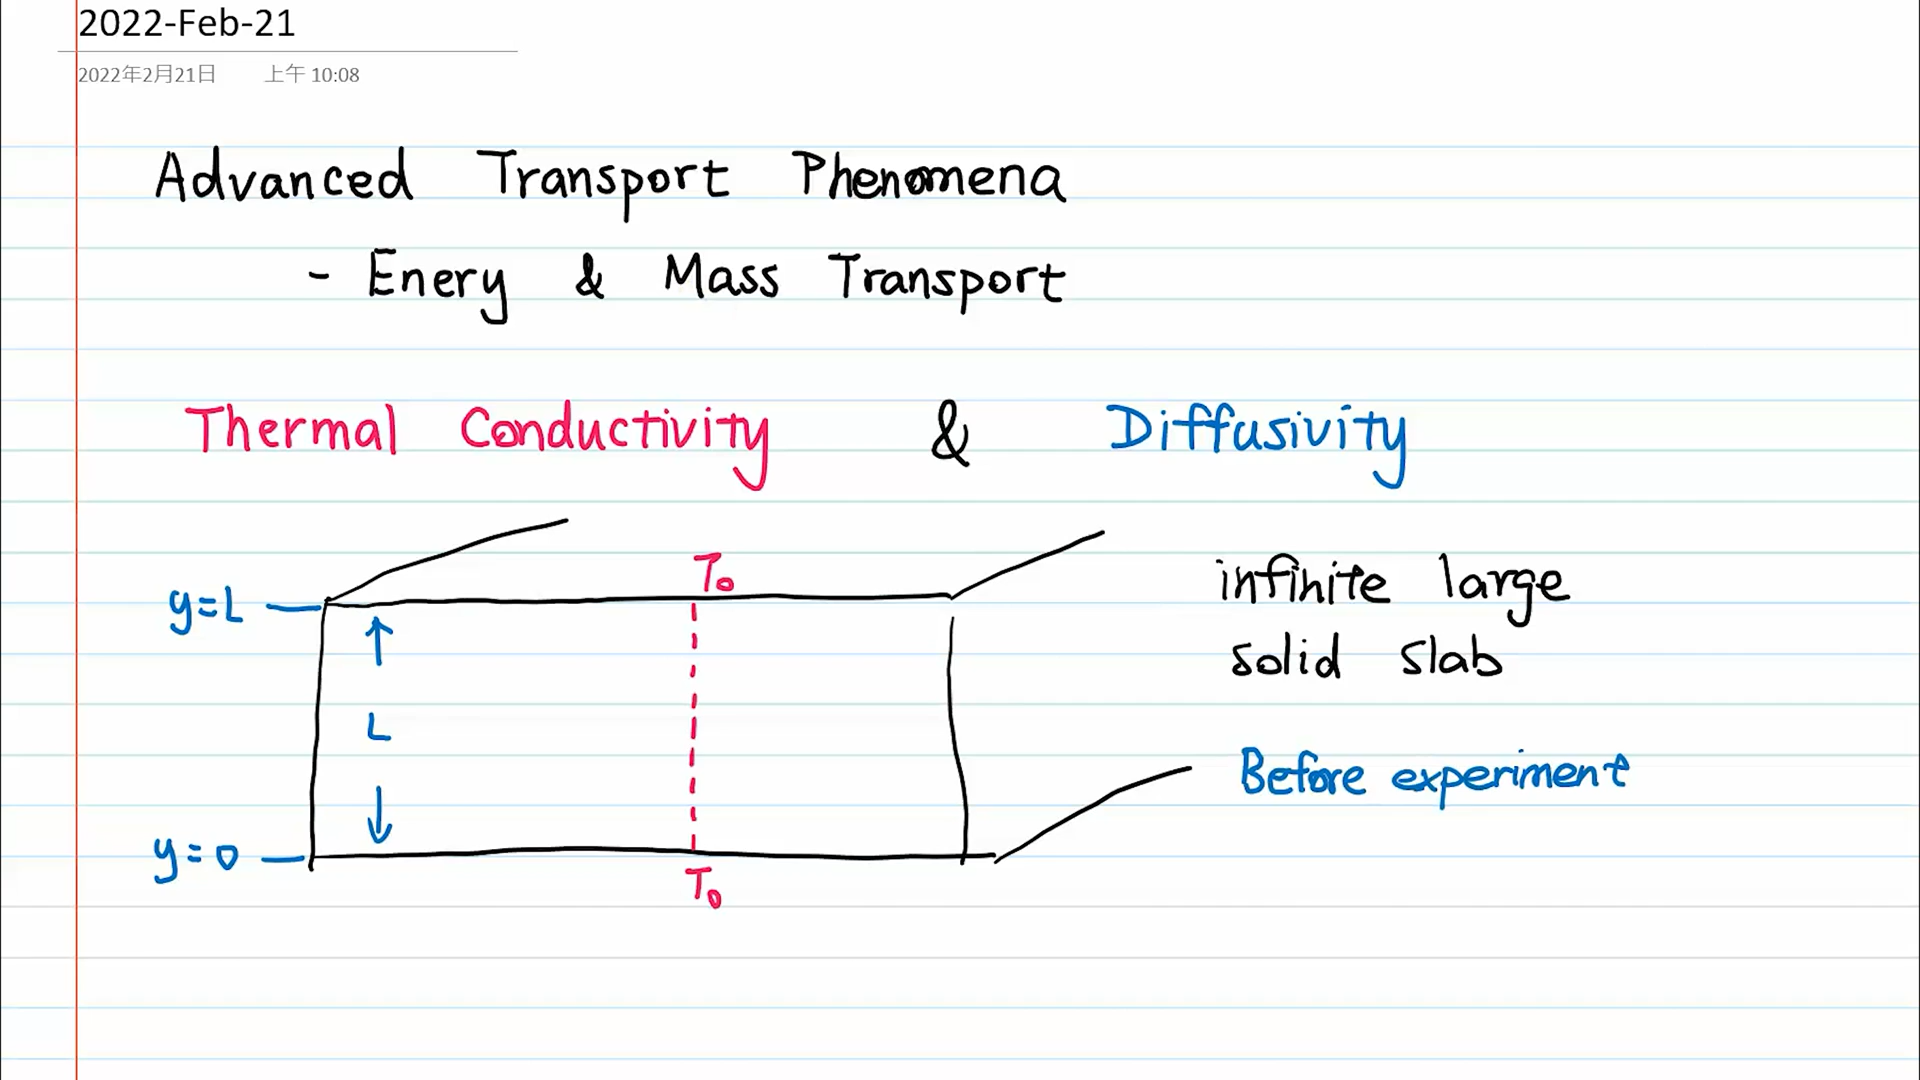 2022-Feb-21
2022年2月21日 上午 10:08
Advanced Transport Phenomena
- Enery & Mass Transport
Thermal Conductivity & Diffusivity
T₀
y=L
infinite large
solid slab
L
Before experiment
y=0
T₀